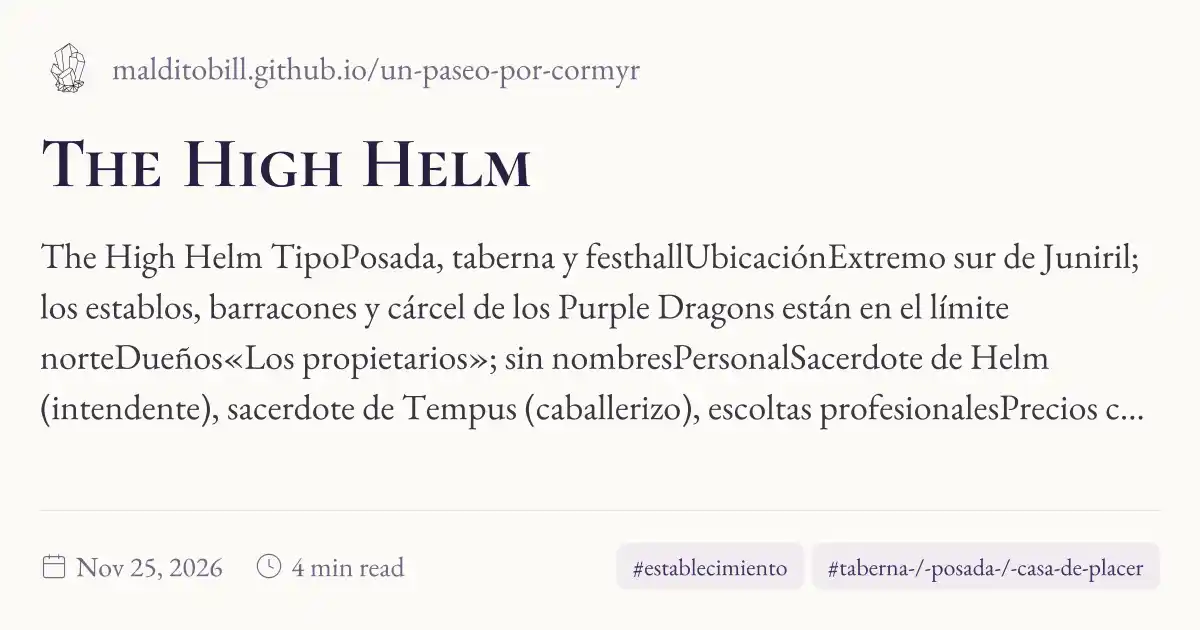 malditobill.github.io/un-paseo-por-cormyr
The High Helm
The High Helm TipoPosada, taberna y festhallUbicaciónExtremo sur de Juniril;
los establos, barracones y cárcel de los Purple Dragons están en el límite
norteDueños«Los propietarios»; sin nombresPersonalSacerdote de Helm
(intendente), sacerdote de Tempus (caballerizo), escoltas profesionalesPrecios c...
Nov 25, 2026 4 min read #establecimiento #taberna-/-posada-/-casa-de-placer